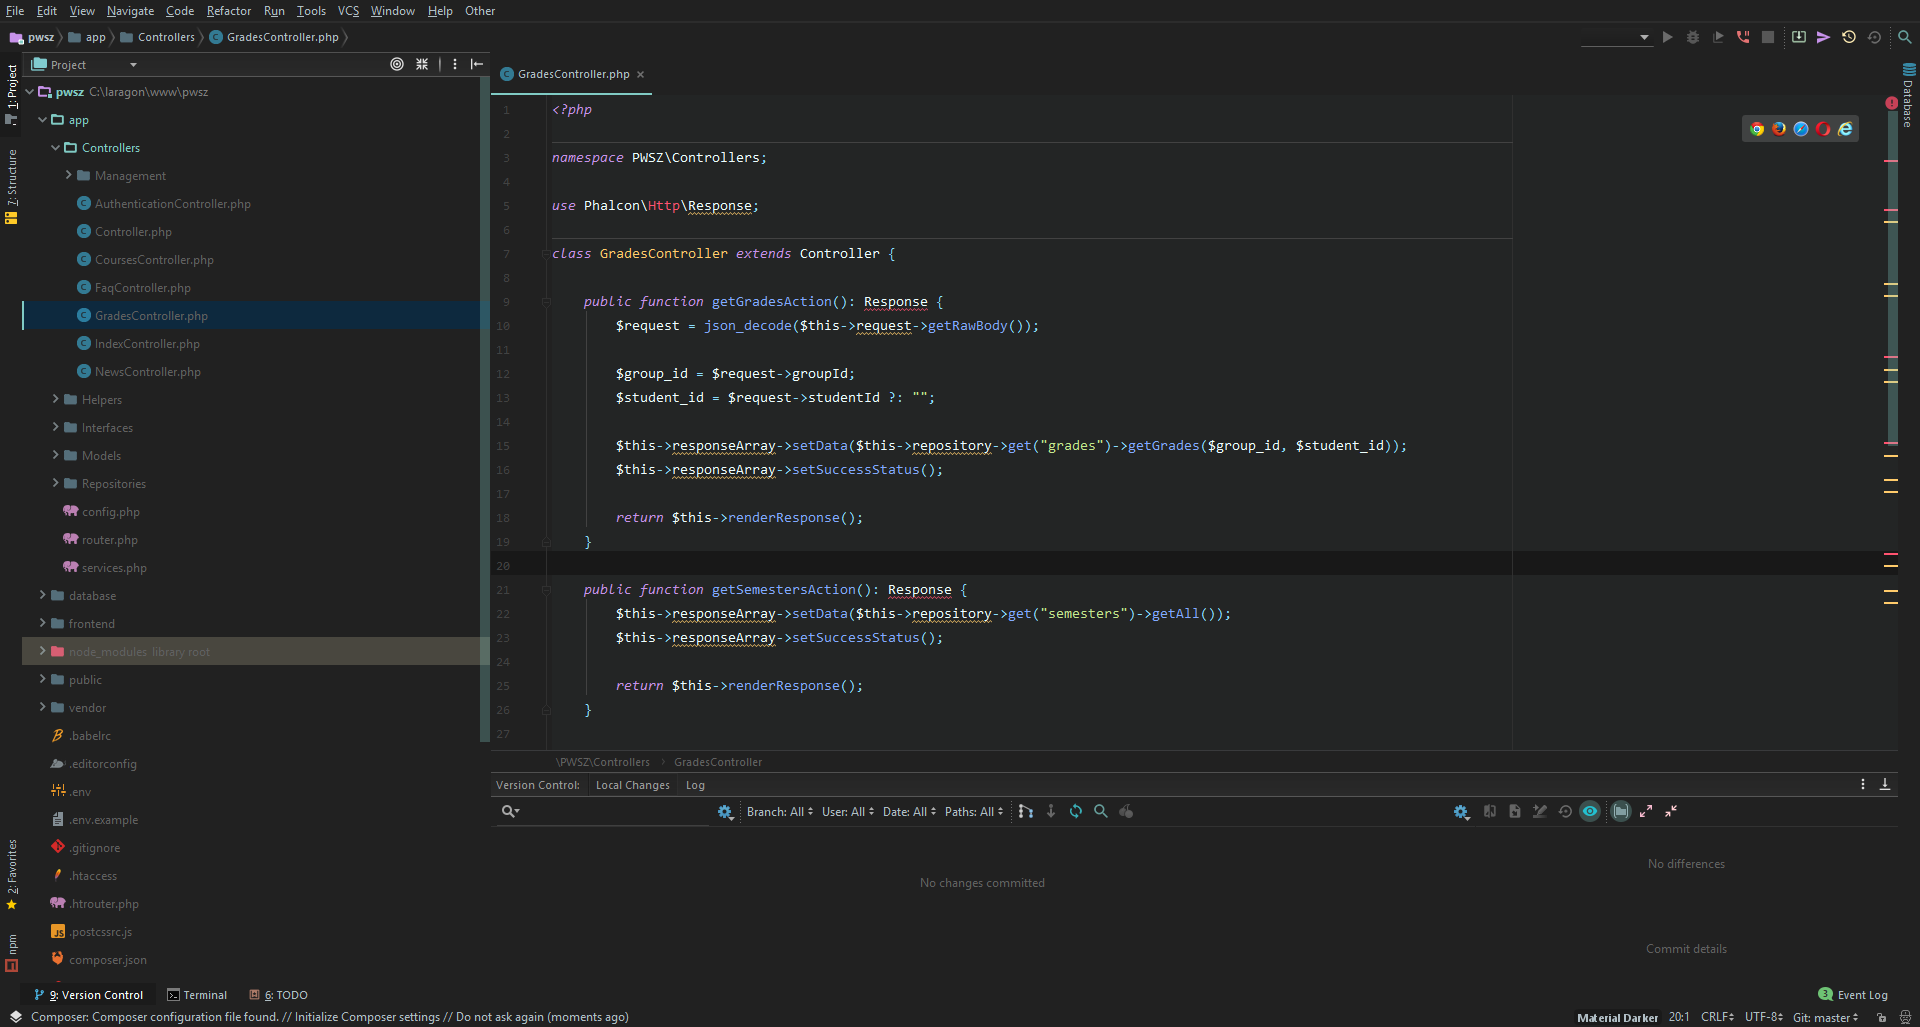 File Edit View Navigate Code Refactor Run Tools VCS Window Help Other
pwsz app Controllers GradesController.php
Project
GradesController.php
1: Project
7: Structure
2: Favorites
npm
Database
pwsz C:\laragon\www\pwsz
app
Controllers
Management
AuthenticationController.php
Controller.php
CoursesController.php
FaqController.php
GradesController.php
IndexController.php
NewsController.php
Helpers
Interfaces
Models
Repositories
config.php
router.php
services.php
database
frontend
node_modules library root
public
vendor
.babelrc
.editorconfig
.env
.env.example
.gitignore
.htaccess
.htrouter.php
.postcssrc.js
composer.json
1 <?php
2
3 namespace PWSZ\Controllers;
4
5 use Phalcon\Http\Response;
6
7 class GradesController extends Controller {
8
9 public function getGradesAction(): Response {
10 $request = json_decode($this->request->getRawBody());
11
12 $group_id = $request->groupId;
13 $student_id = $request->studentId ?: "";
14
15 $this->responseArray->setData($this->repository->get("grades")->getGrades($group_id, $student_id));
16 $this->responseArray->setSuccessStatus();
17
18 return $this->renderResponse();
19 }
20
21 public function getSemestersAction(): Response {
22 $this->responseArray->setData($this->repository->get("semesters")->getAll());
23 $this->responseArray->setSuccessStatus();
24
25 return $this->renderResponse();
26 }
27
\PWSZ\Controllers GradesController
Version Control: Local Changes Log
Branch: All User: All Date: All Paths: All
No changes committed
No differences
Commit details
9: Version Control Terminal 6: TODO
3 Event Log
Composer: Composer configuration file found. // Initialize Composer settings // Do not ask again (moments ago)
Material Darker 20:1 CRLF UTF-8 Git: master